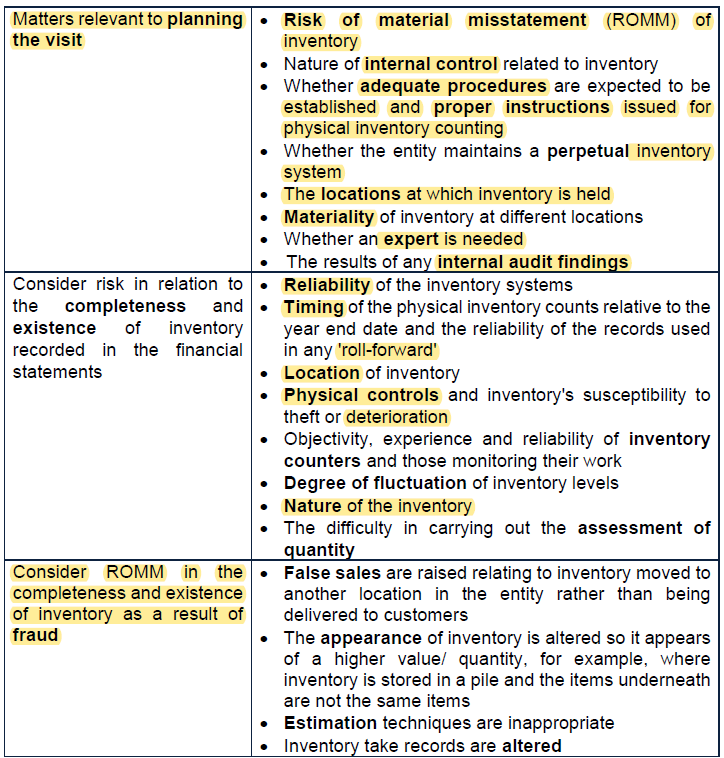 Matters relevant to planning
the visit
• Risk of material misstatement (ROMM) of
inventory
• Nature of internal control related to inventory
• Whether adequate procedures are expected to be
established and proper instructions issued for
physical inventory counting
• Whether the entity maintains a perpetual inventory
system
• The locations at which inventory is held
• Materiality of inventory at different locations
• Whether an expert is needed
• The results of any internal audit findings
Consider risk in relation to
the completeness and
existence of inventory
recorded in the financial
statements
• Reliability of the inventory systems
• Timing of the physical inventory counts relative to the
year end date and the reliability of the records used
in any 'roll-forward'
• Location of inventory
• Physical controls and inventory's susceptibility to
theft or deterioration
• Objectivity, experience and reliability of inventory
counters and those monitoring their work
• Degree of fluctuation of inventory levels
• Nature of the inventory
• The difficulty in carrying out the assessment of
quantity
Consider ROMM in the
completeness and existence
of inventory as a result of
fraud
• False sales are raised relating to inventory moved to
another location in the entity rather than being
delivered to customers
• The appearance of inventory is altered so it appears
of a higher value/ quantity, for example, where
inventory is stored in a pile and the items underneath
are not the same items
• Estimation techniques are inappropriate
• Inventory take records are altered